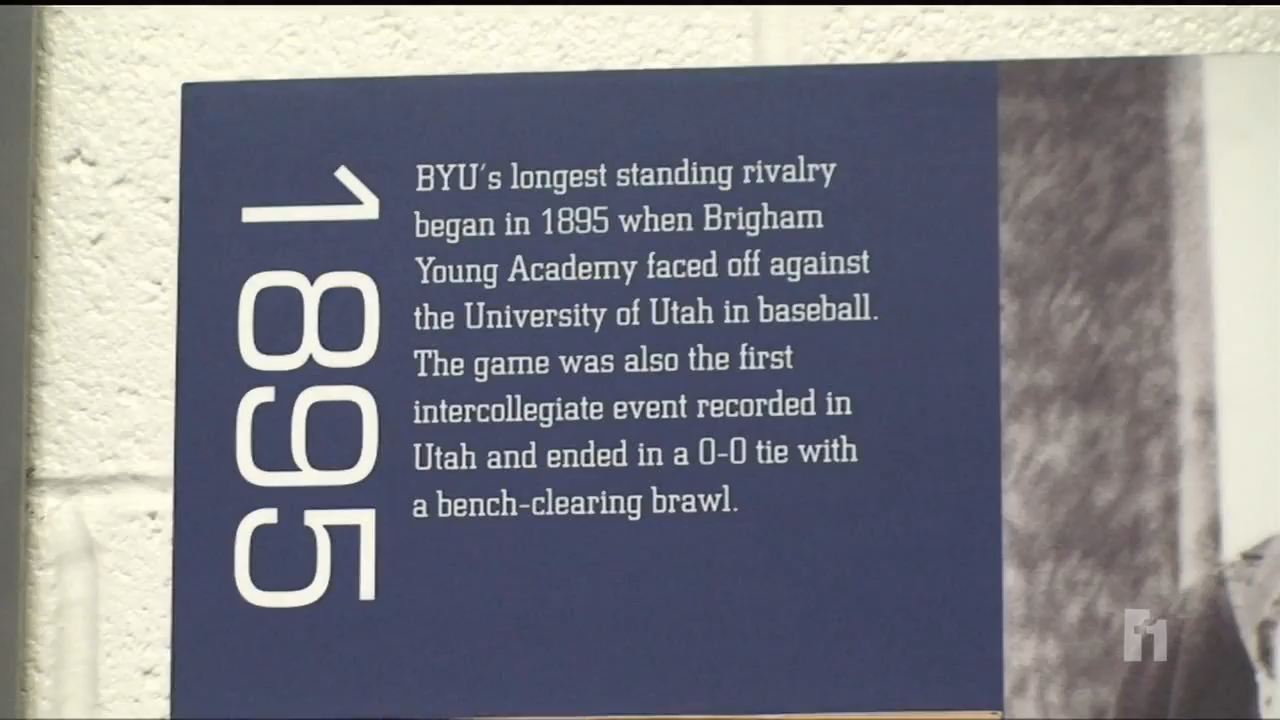 1895
BYU's longest standing rivalry
began in 1895 when Brigham
Young Academy faced off against
the University of Utah in baseball.
The game was also the first
intercollegiate event recorded in
Utah and ended in a 0-0 tie with
a bench-clearing brawl.